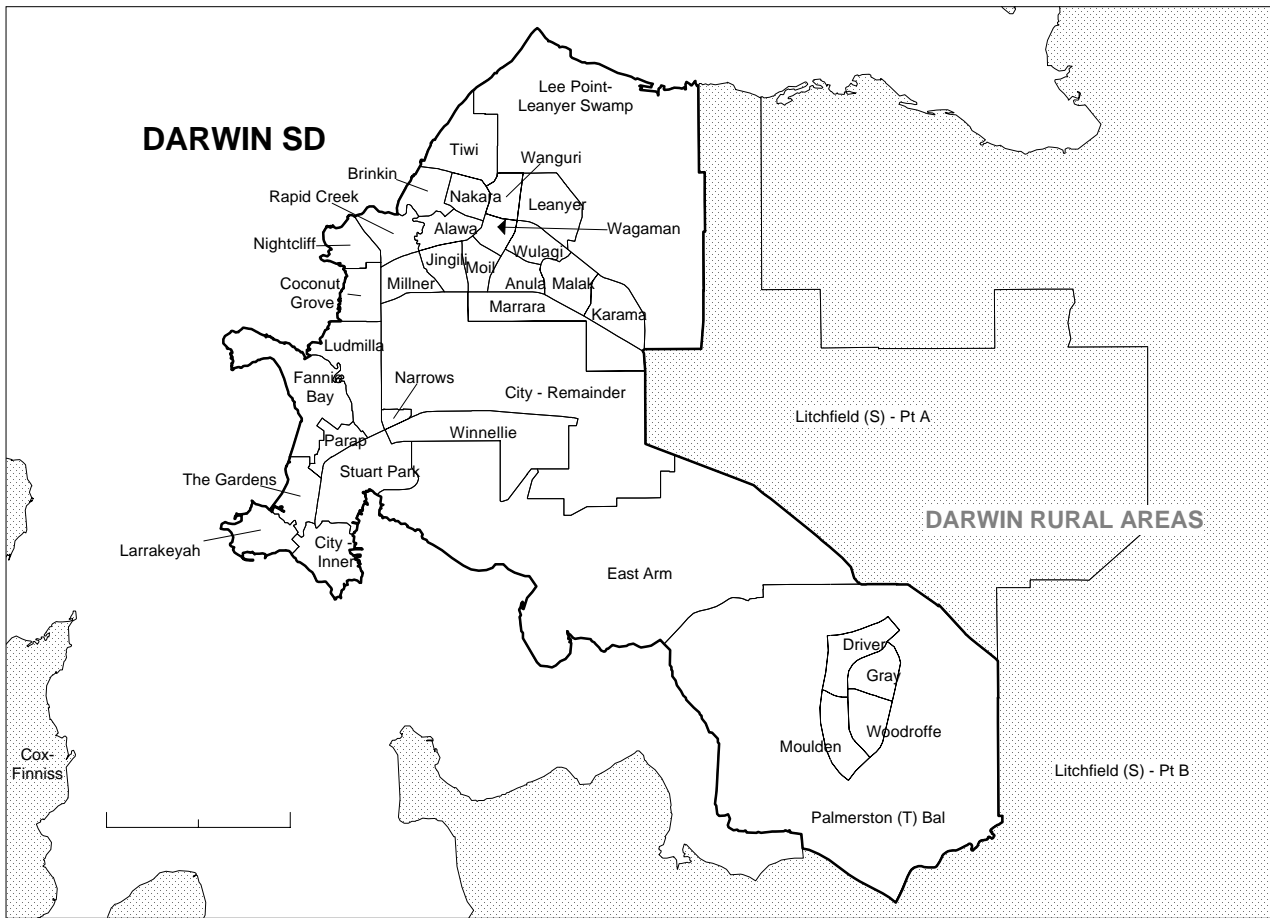 Lee Point-
Leanyer Swamp
DARWIN SD
Tiwi
Wanguri
Brinkin
Nakara
Rapid Creek
Leanyer
Alawa
Wagaman
Nightcliff
Wulagi
Jingili
Moil
Coconut
Grove
Millner
Anula
Malak
Marrara
Karama
Ludmilla
Fannie
Bay
Narrows
City - Remainder
Litchfield (S) - Pt A
Winnellie
Parap
Stuart Park
The Gardens
DARWIN RURAL AREAS
Larrakeyah
City -
Inner
East Arm
Driver
Gray
Woodroffe
Moulden
Cox-
Finniss
Litchfield (S) - Pt B
Palmerston (T) Bal